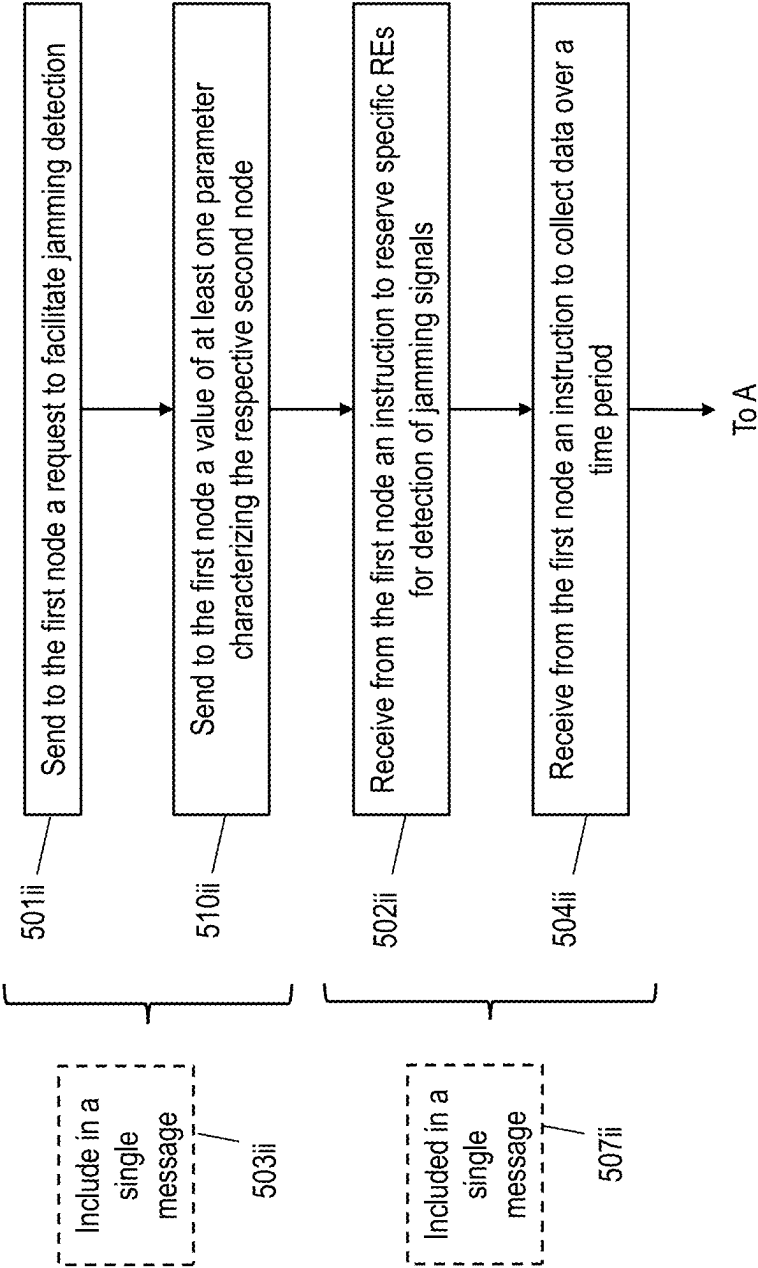 Send to the first node a request to facilitate jamming detection
501ii
Send to the first node a value of at least one parameter
characterizing the respective second node
510ii
Include in a
single
message
503ii
Receive from the first node an instruction to reserve specific REs
for detection of jamming signals
502ii
Receive from the first node an instruction to collect data over a
time period
504ii
Included in a
single
message
507ii
To A